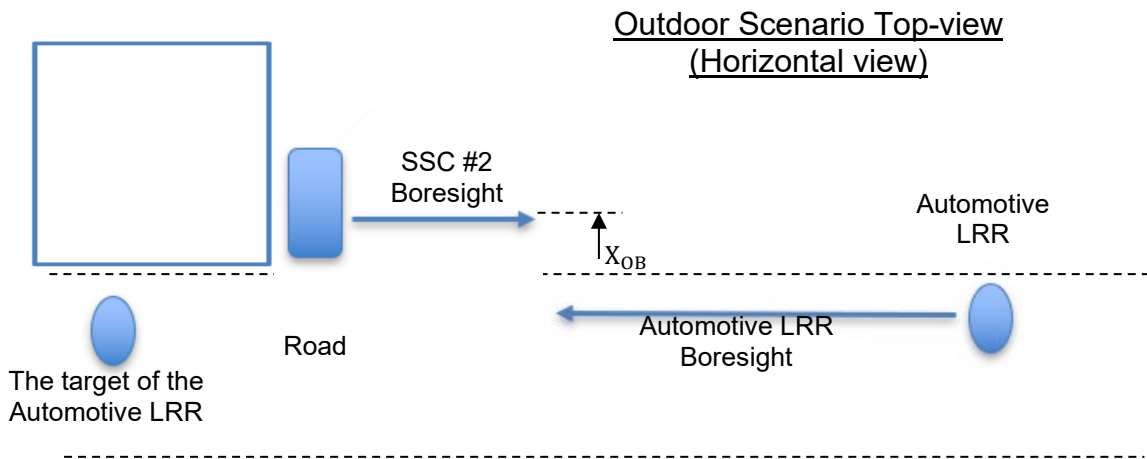 Outdoor Scenario Top-view
(Horizontal view)
SSC #2
Boresight
Automotive
LRR
X_OB
Automotive LRR
Boresight
Road
The target of the
Automotive LRR